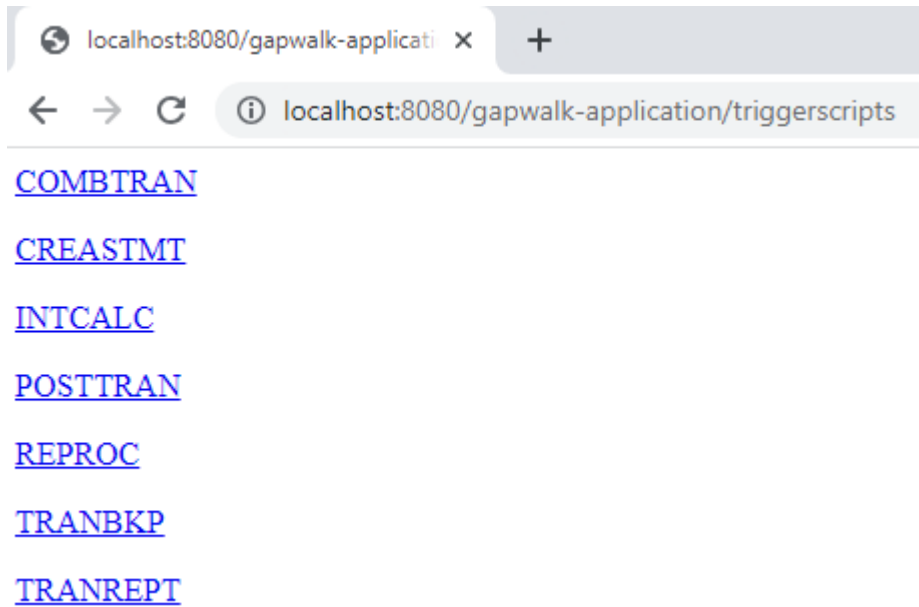 localhost:8080/gapwalk-applicati
localhost:8080/gapwalk-application/triggerscripts
COMBTRAN
CREASTMT
INTCALC
POSTTRAN
REPROC
TRANBKP
TRANREPT